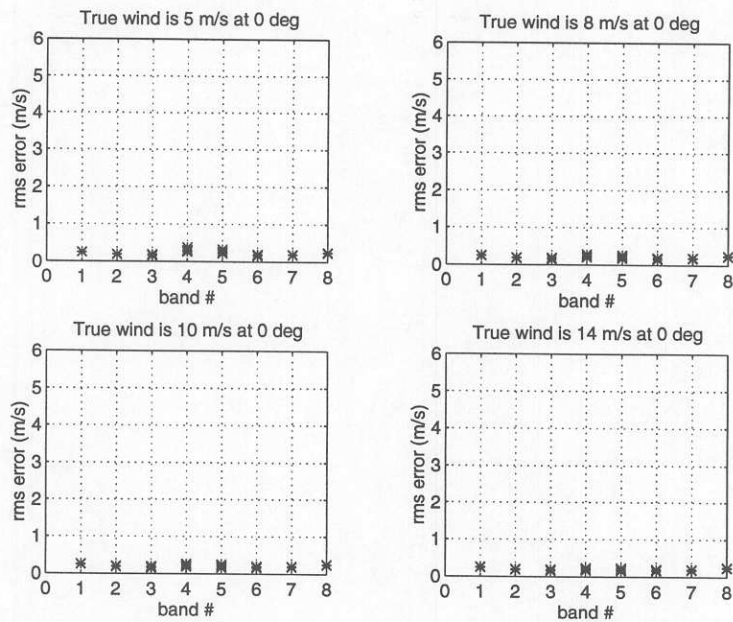 True wind is 5 m/s at 0 deg
6
5
4
3
2
1
0
rms error (m/s)
0 1 2 3 4 5 6 7 8
band #
True wind is 8 m/s at 0 deg
6
5
4
3
2
1
0
rms error (m/s)
0 1 2 3 4 5 6 7 8
band #
True wind is 10 m/s at 0 deg
6
5
4
3
2
1
0
rms error (m/s)
0 1 2 3 4 5 6 7 8
band #
True wind is 14 m/s at 0 deg
6
5
4
3
2
1
0
rms error (m/s)
0 1 2 3 4 5 6 7 8
band #